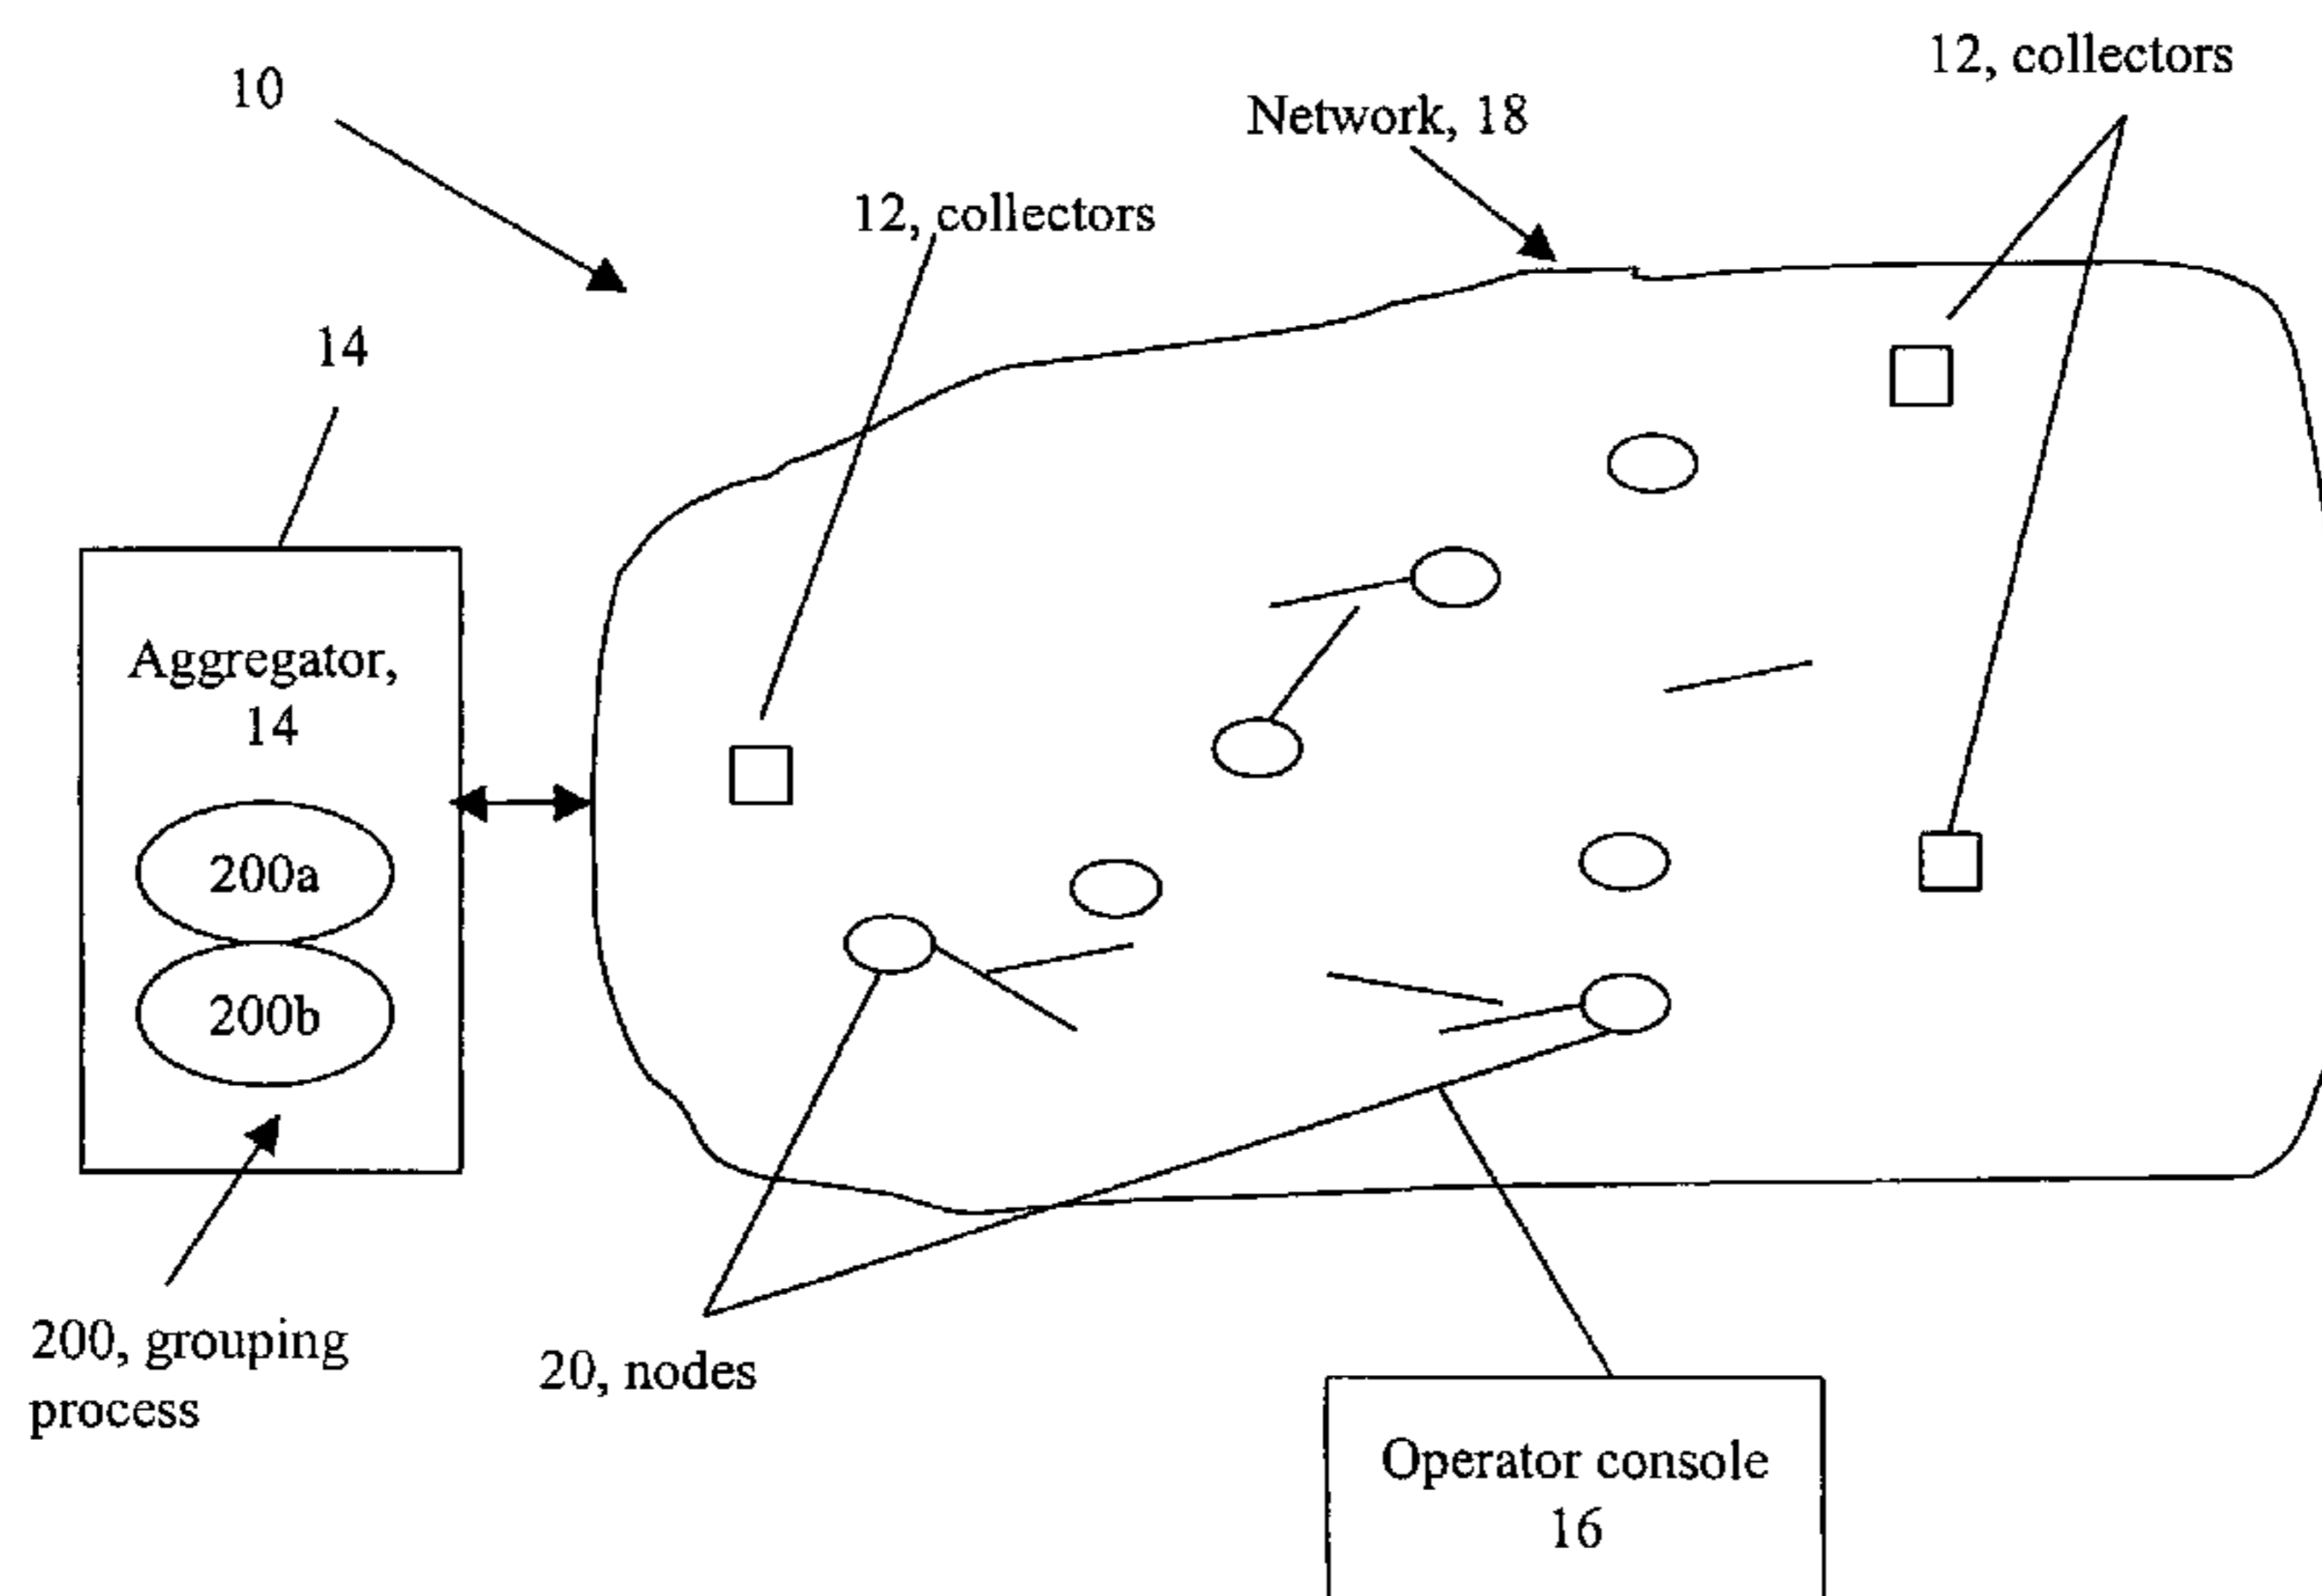 12, collectors
10
Network, 18
12, collectors
14
Aggregator,
14
200a
200b
200, grouping
process
20, nodes
Operator console
16